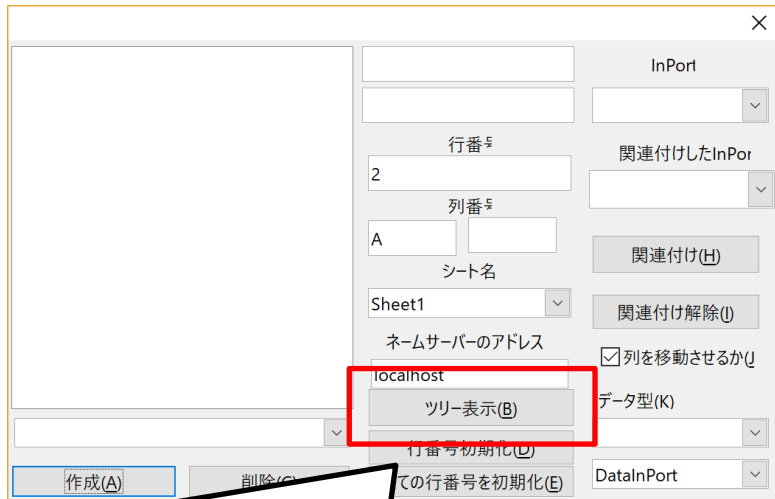 InPort
行番号
関連付けしたInPor
2
列番号
A
関連付け(H)
シート名
Sheet1
関連付け解除(I)
ネームサーバーのアドレス
列を移動させるか(J
localhost
ツリー表示(B)
データ型(K)
行番号初期化(D)
作成(A)
削除(C)
ての行番号を初期化(E)
DataInPort